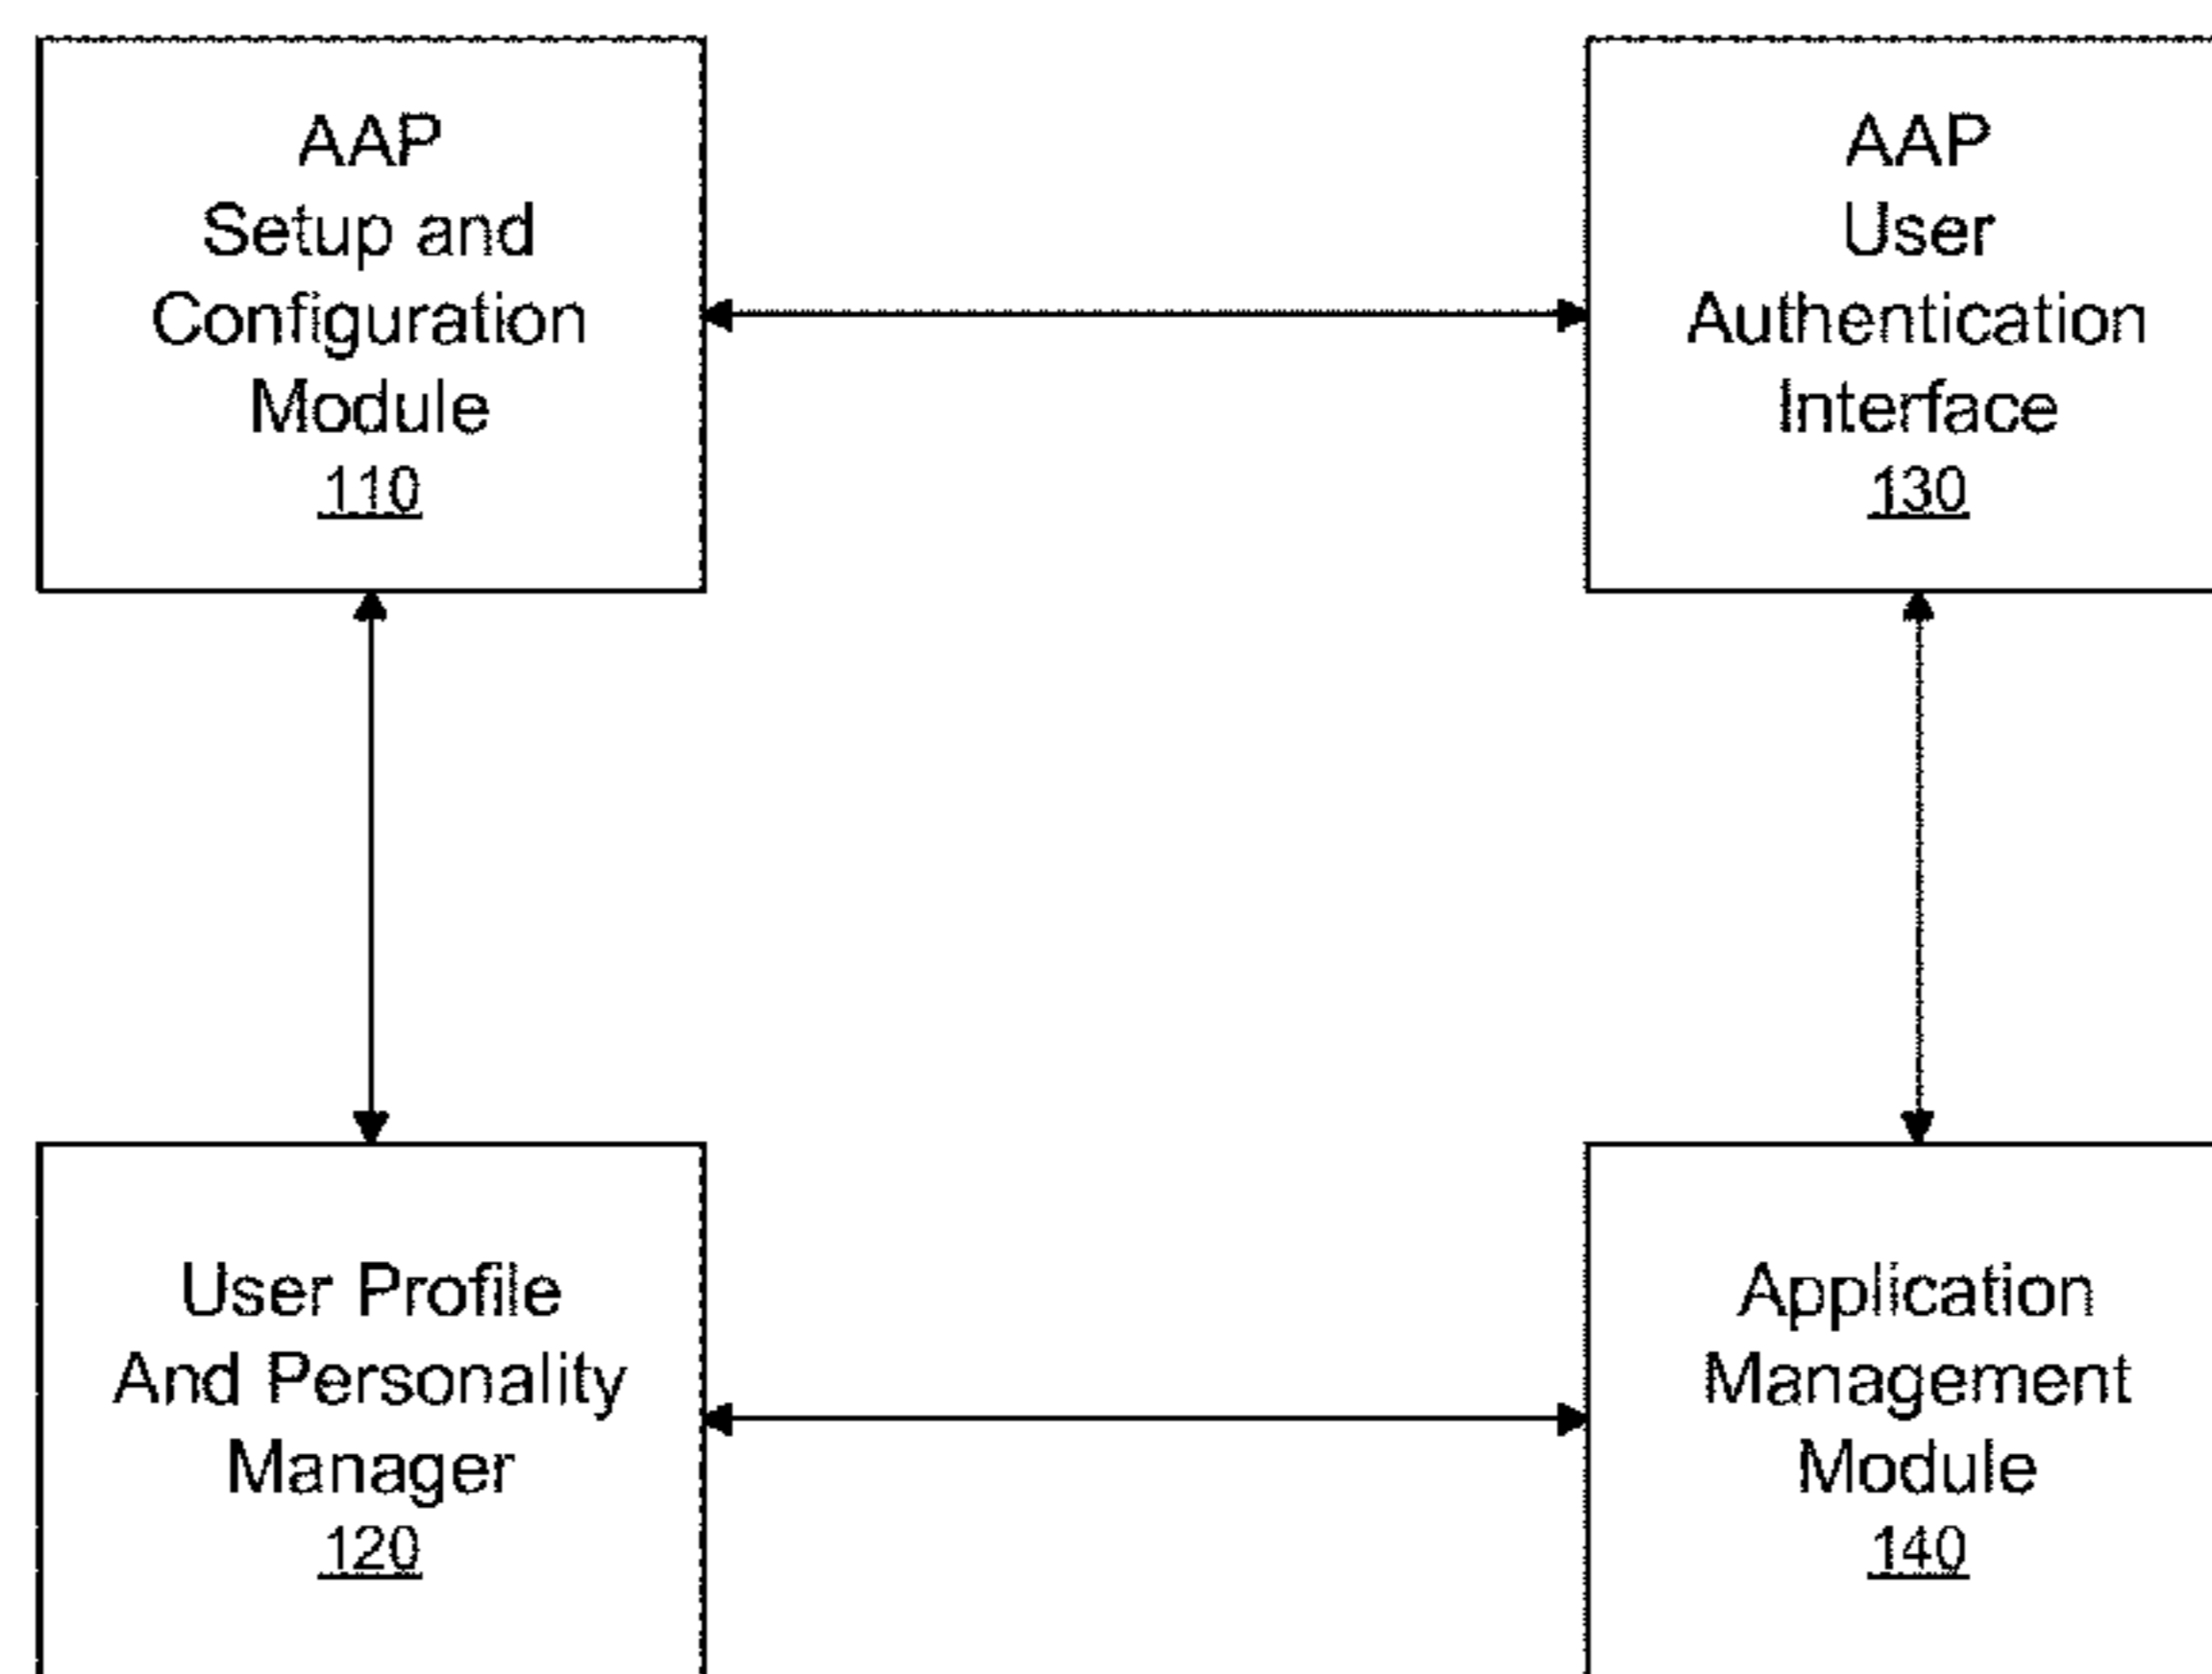 AAP
Setup and
Configuration
Module
110
AAP
User
Authentication
Interface
130
User Profile
And Personality
Manager
120
Application
Management
Module
140